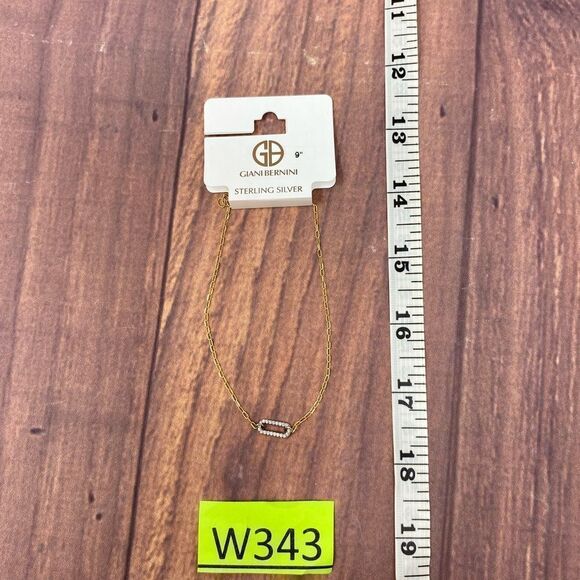 GB
9"
GIANI BERNINI
STERLING SILVER
11
12
13
14
15
16
17
18
19
W343